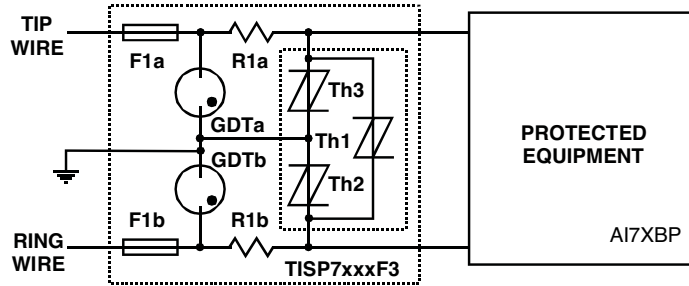 TIP
WIRE
F1a
R1a
GDTa
Th3
Th1
GDTb
Th2
F1b
R1b
RING
WIRE
TISP7xxxF3
PROTECTED
EQUIPMENT
AI7XBP